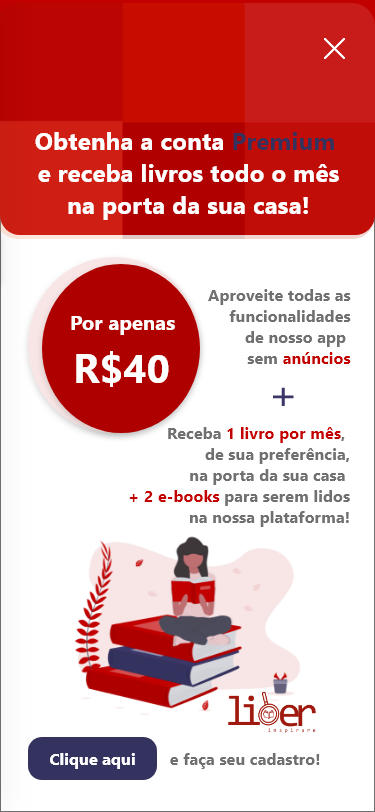 Obtenha a conta Premium
e receba livros todo o mês
na porta da sua casa!
Por apenas
R$40
Aproveite todas as
funcionalidades
de nosso app
sem anúncios
+
Receba 1 livro por mês,
de sua preferência,
na porta da sua casa
+ 2 e-books para serem lidos
na nossa plataforma!
liber
inspirare
Clique aqui e faça seu cadastro!